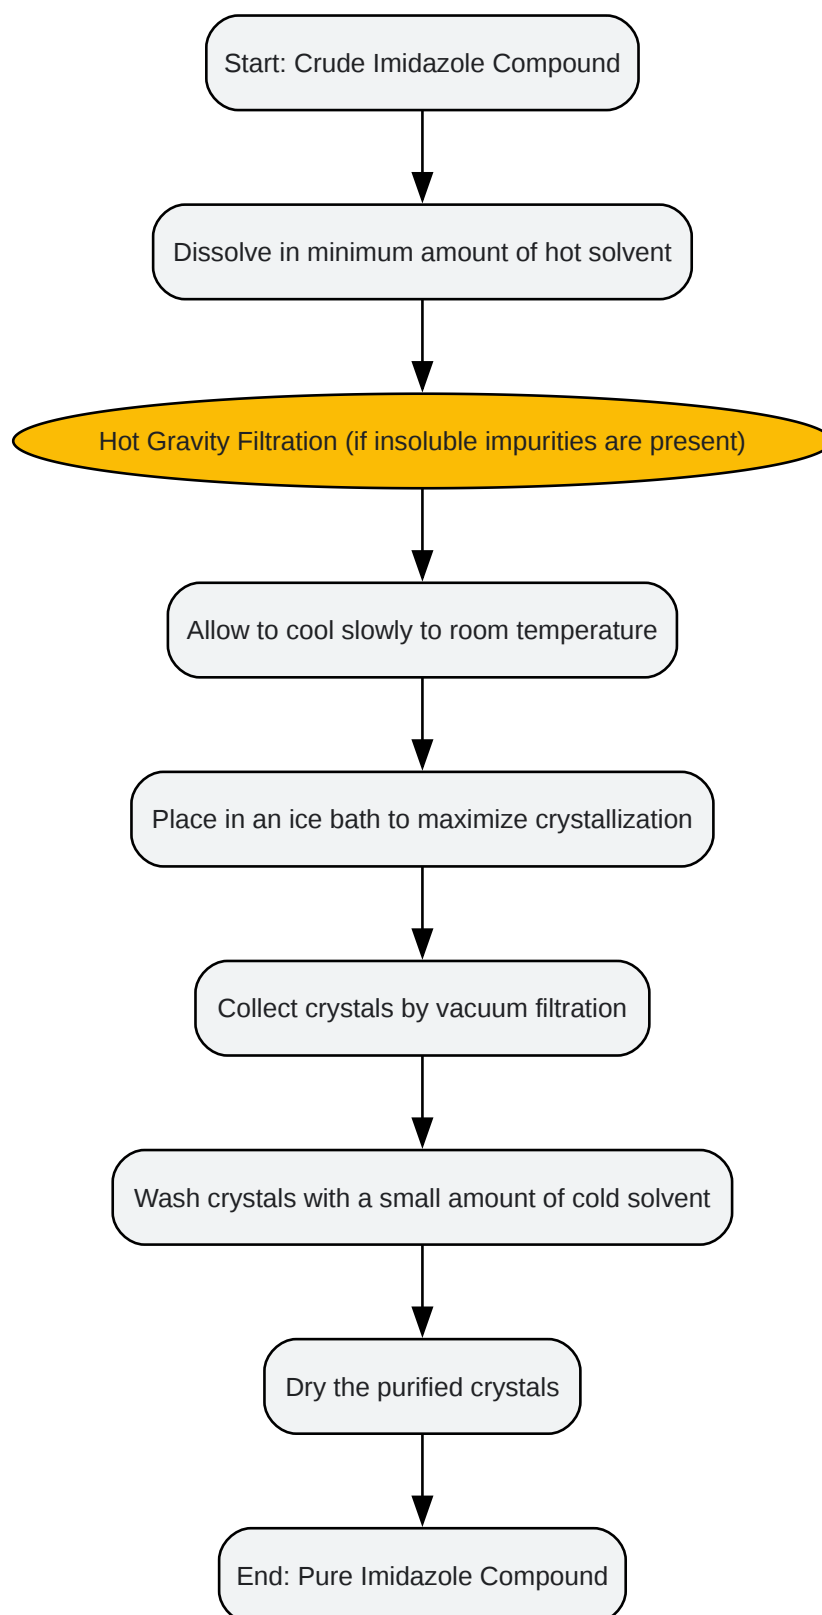 Start: Crude Imidazole Compound
Dissolve in minimum amount of hot solvent
Hot Gravity Filtration (if insoluble impurities are present)
Allow to cool slowly to room temperature
Place in an ice bath to maximize crystallization
Collect crystals by vacuum filtration
Wash crystals with a small amount of cold solvent
Dry the purified crystals
End: Pure Imidazole Compound